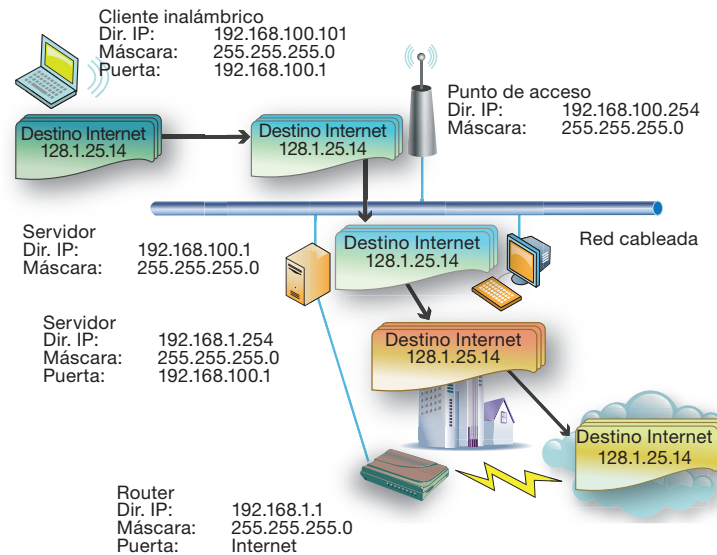 Cliente inalámbrico
Dir. IP: 192.168.100.101
Máscara: 255.255.255.0
Puerta: 192.168.100.1
Punto de acceso
Dir. IP: 192.168.100.254
Máscara: 255.255.255.0
Destino Internet
128.1.25.14
Destino Internet
128.1.25.14
Servidor
Dir. IP: 192.168.100.1
Máscara: 255.255.255.0
Destino Internet
128.1.25.14
Red cableada
Servidor
Dir. IP: 192.168.1.254
Máscara: 255.255.255.0
Puerta: 192.168.100.1
Destino Internet
128.1.25.14
Destino Internet
128.1.25.14
Router
Dir. IP: 192.168.1.1
Máscara: 255.255.255.0
Puerta: Internet